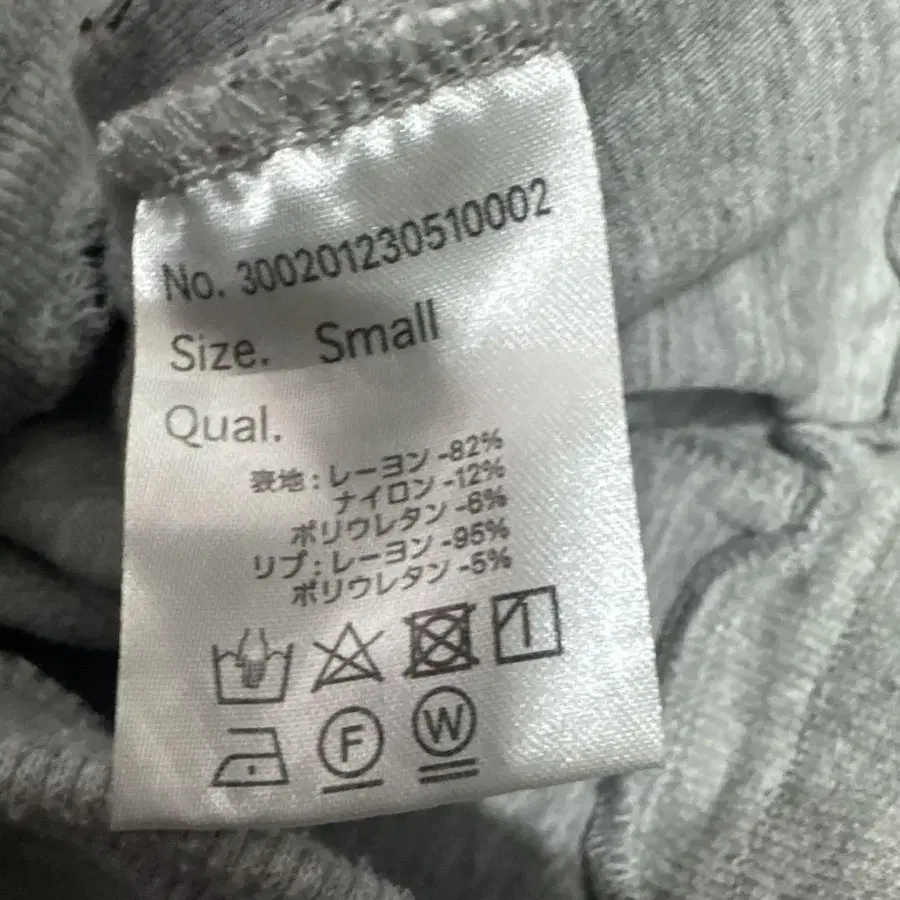 No. 300201230510002
Size. Small
Qual.
表地 : レーヨン -82%
ナイロン -12%
ポリウレタン -6%
リブ : レーヨン -95%
ポリウレタン -5%
F
W